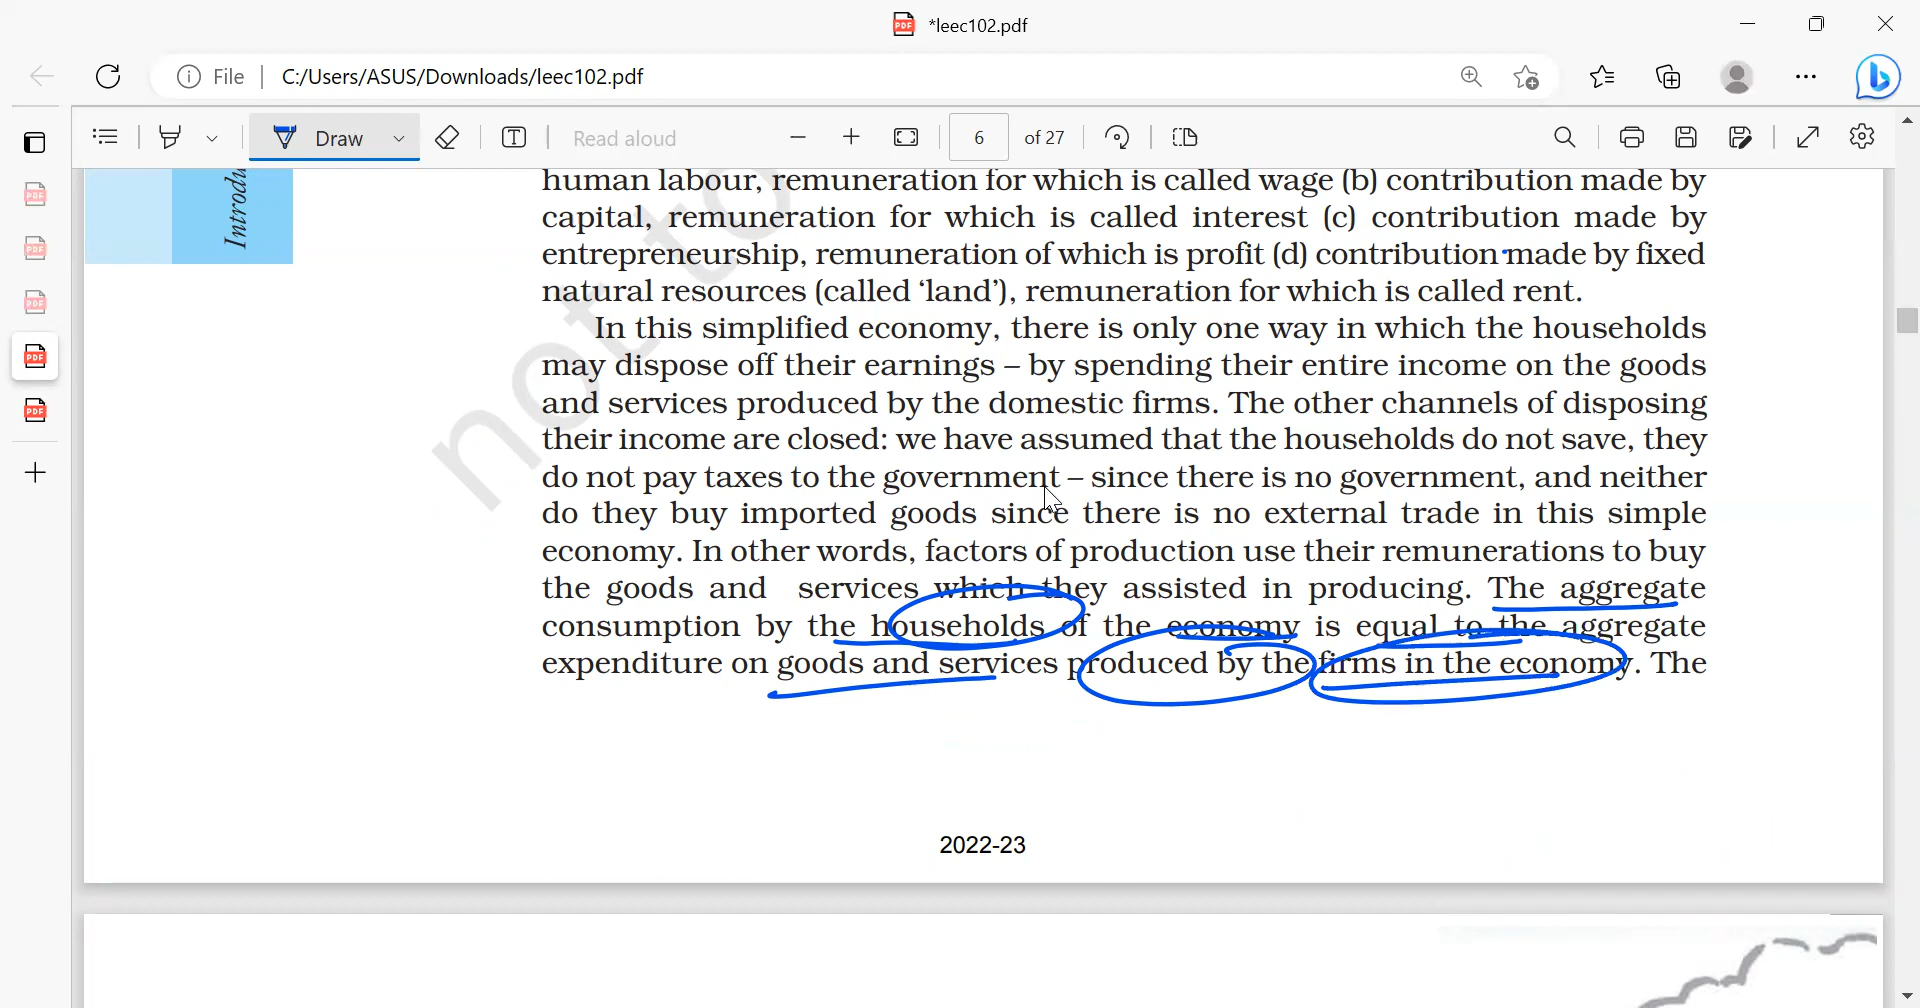 *leec102.pdf
File
C:/Users/ASUS/Downloads/leec102.pdf
Draw
Read aloud
6
of 27
Introdu
not to
human labour, remuneration for which is called wage (b) contribution made by
capital, remuneration for which is called interest (c) contribution made by
entrepreneurship, remuneration of which is profit (d) contribution made by fixed
natural resources (called ‘land’), remuneration for which is called rent.
In this simplified economy, there is only one way in which the households
may dispose off their earnings – by spending their entire income on the goods
and services produced by the domestic firms. The other channels of disposing
their income are closed: we have assumed that the households do not save, they
do not pay taxes to the government – since there is no government, and neither
do they buy imported goods since there is no external trade in this simple
economy. In other words, factors of production use their remunerations to buy
the goods and services which they assisted in producing. The aggregate
consumption by the households of the economy is equal to the aggregate
expenditure on goods and services produced by the firms in the economy. The
2022-23